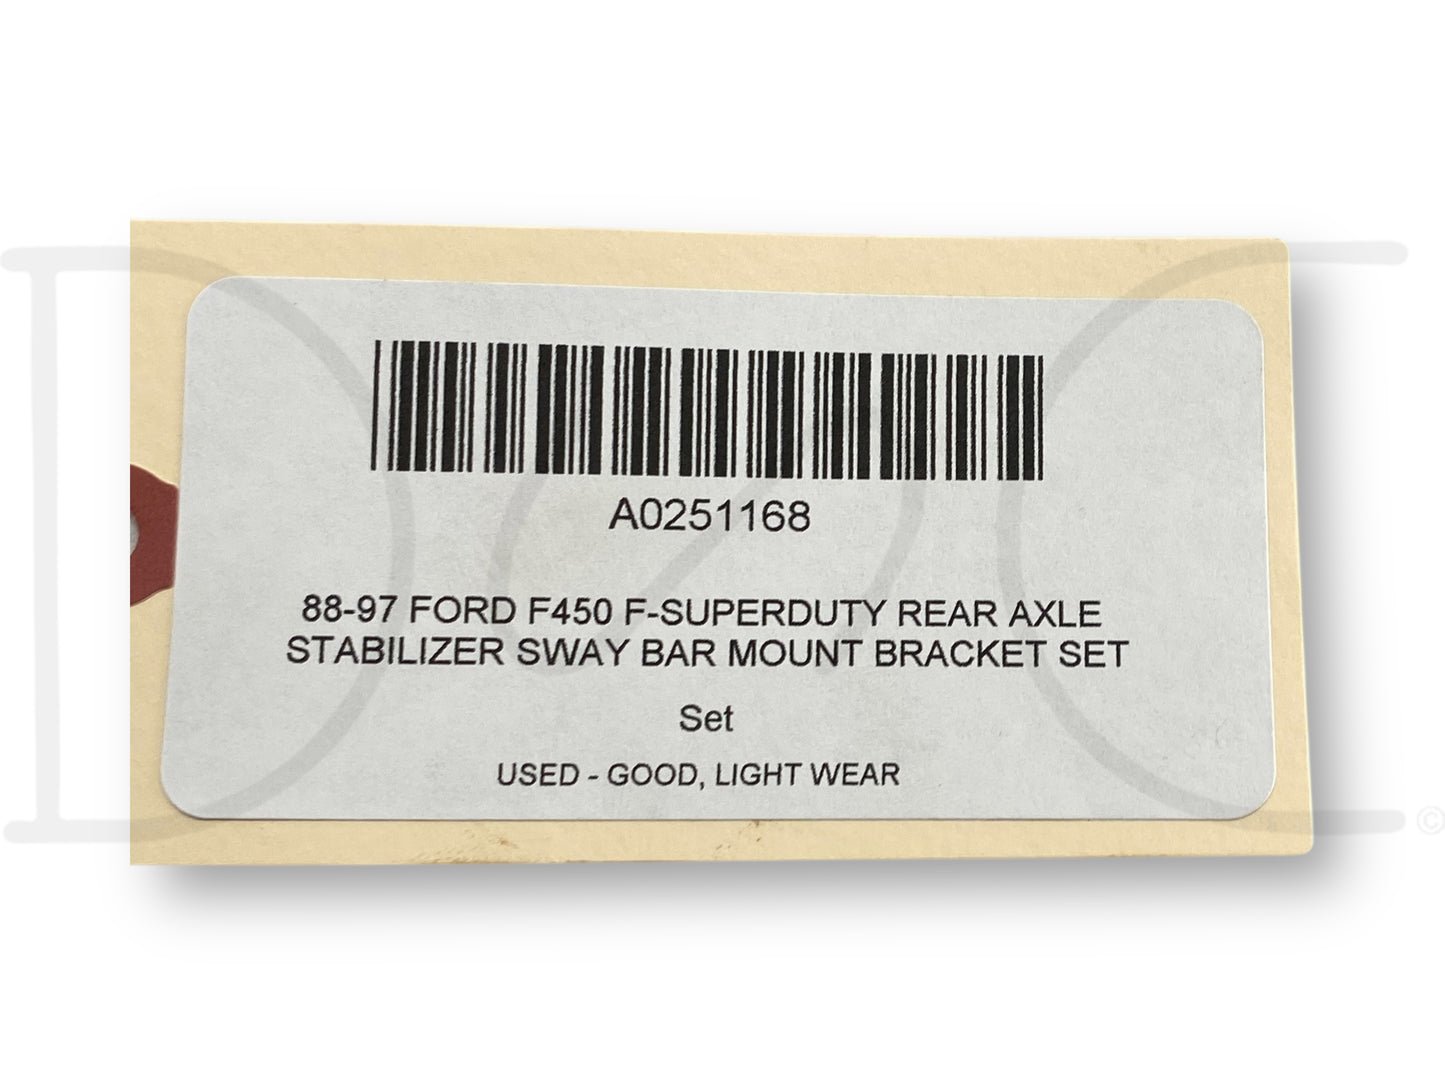 A0251168
88-97 FORD F450 F-SUPERDUTY REAR AXLE
STABILIZER SWAY BAR MOUNT BRACKET SET
Set
USED - GOOD, LIGHT WEAR
©